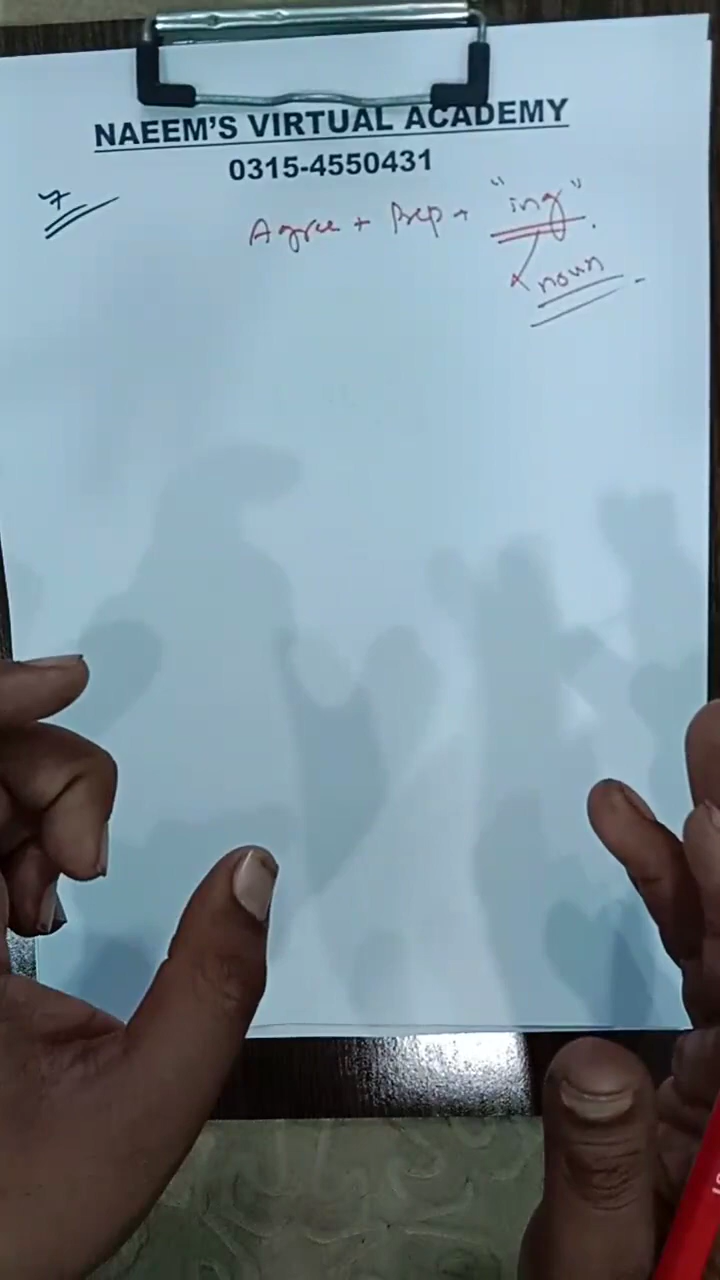 NAEEM'S VIRTUAL ACADEMY
0315-4550431
7
Agree + Prep + "ing".
noun